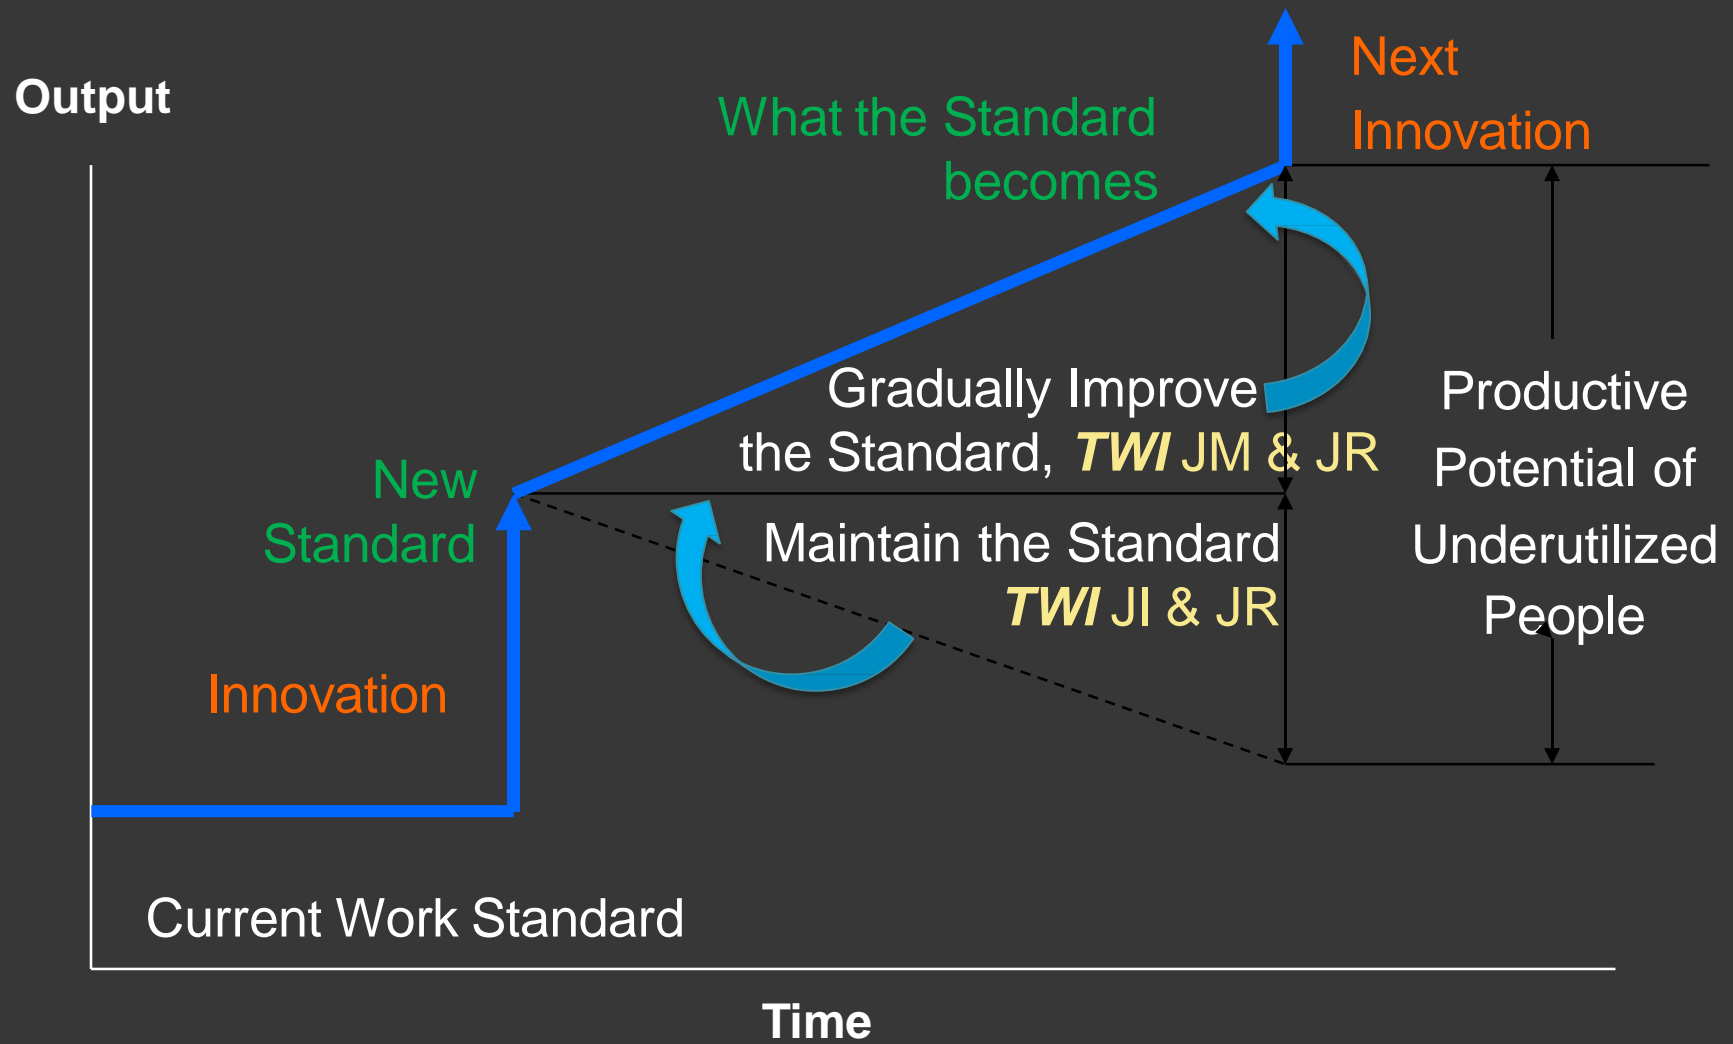 Output
What the Standard
becomes
Next
Innovation
Gradually Improve
the Standard, TWI JM & JR
New
Standard
Maintain the Standard
TWI JI & JR
Productive
Potential of
Underutilized
People
Innovation
Current Work Standard
Time